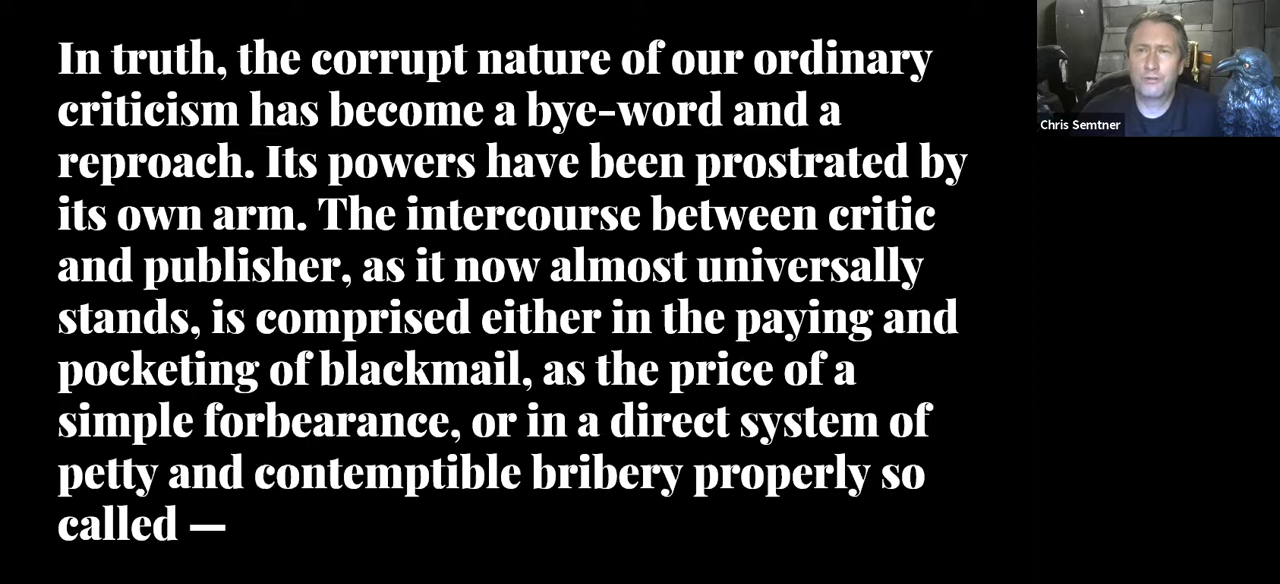 In truth, the corrupt nature of our ordinary
criticism has become a bye-word and a
reproach. Its powers have been prostrated by
its own arm. The intercourse between critic
and publisher, as it now almost universally
stands, is comprised either in the paying and
pocketing of blackmail, as the price of a
simple forbearance, or in a direct system of
petty and contemptible bribery properly so
called —
Chris Semtner